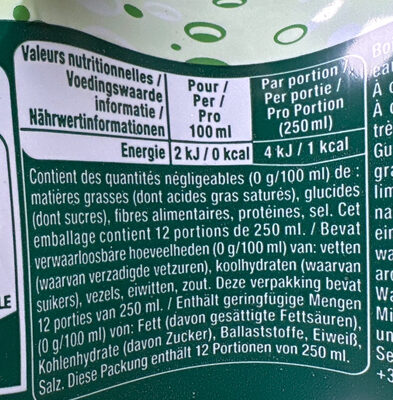 Valeurs nutritionnelles /
Voedingswaarde
informatie /
Nährwertinformationen
Pour /
Per /
Pro
100 ml
Par portion /
Per portie /
Pro Portion
(250 ml)
Energie 2 kJ / 0 kcal 4 kJ / 1 kcal
Contient des quantités négligeables (0 g/100 ml) de :
matières grasses (dont acides gras saturés), glucides
(dont sucres), fibres alimentaires, protéines, sel. Cet
emballage contient 12 portions de 250 ml. / Bevat
verwaarloosbare hoeveelheden (0 g/100 ml) van: vetten
(waarvan verzadigde vetzuren), koolhydraten (waarvan
suikers), vezels, eiwitten, zout. Deze verpakking bevat
12 porties van 250 ml. / Enthält geringfügige Mengen
(0 g/100 ml) von: Fett (davon gesättigte Fettsäuren),
Kohlenhydrate (davon Zucker), Ballaststoffe, Eiweiß,
Salz. Diese Packung enthält 12 Portionen von 250 ml.